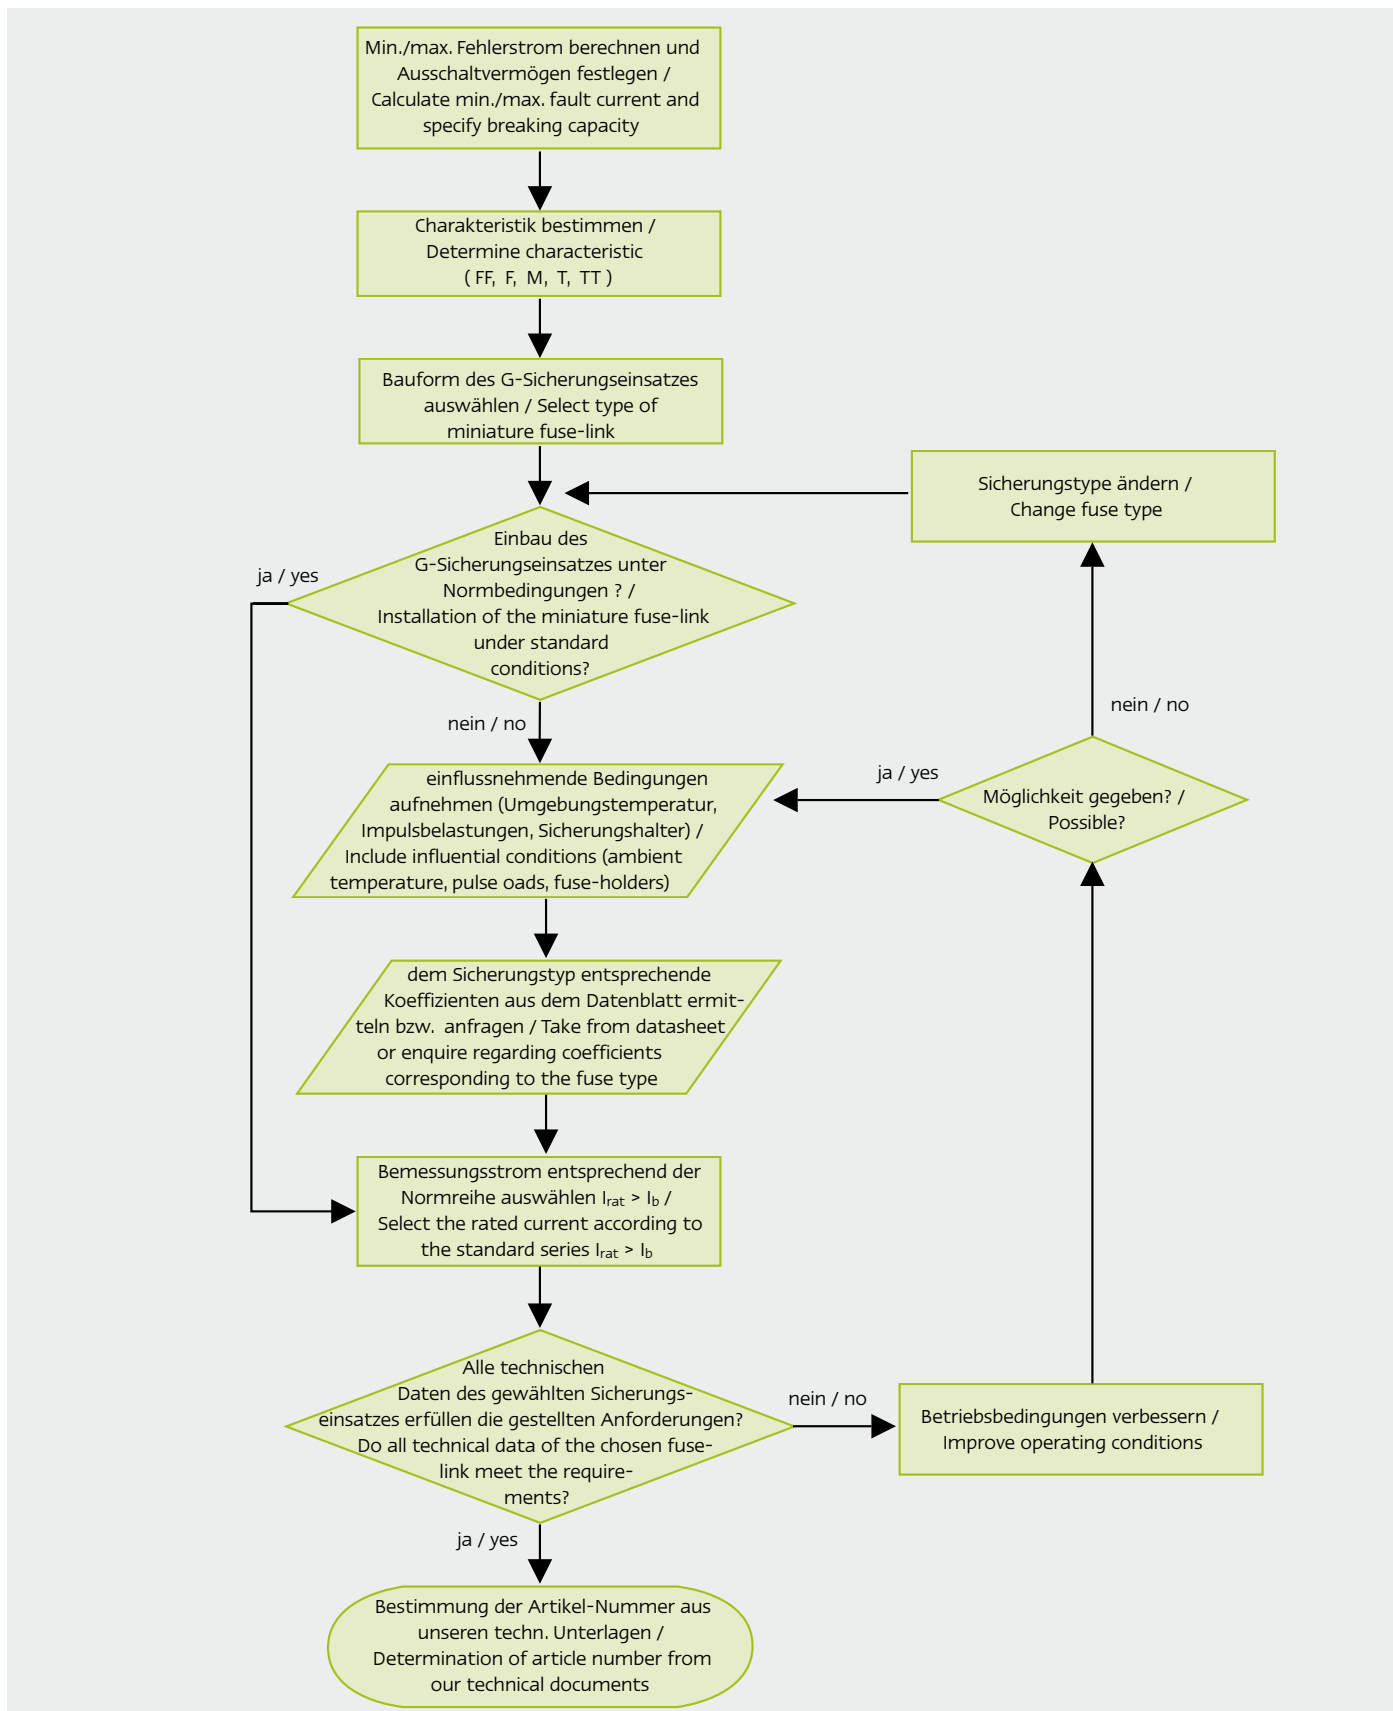 Min./max. Fehlerstrom berechnen und
Ausschaltvermögen festlegen /
Calculate min./max. fault current and
specify breaking capacity
Charakteristik bestimmen /
Determine characteristic
( FF, F, M, T, TT )
Bauform des G-Sicherungseinsatzes
auswählen / Select type of
miniature fuse-link
Sicherungstype ändern /
Change fuse type
Einbau des
G-Sicherungseinsatzes unter
Normbedingungen ? /
Installation of the miniature fuse-link
under standard
conditions?
ja / yes
nein / no
nein / no
ja / yes
Möglichkeit gegeben? /
Possible?
einflussnehmende Bedingungen
aufnehmen (Umgebungstemperatur,
Impulsbelastungen, Sicherungshalter) /
Include influential conditions (ambient
temperature, pulse oads, fuse-holders)
dem Sicherungstyp entsprechende
Koeffizienten aus dem Datenblatt ermit-
teln bzw. anfragen / Take from datasheet
or enquire regarding coefficients
corresponding to the fuse type
Bemessungsstrom entsprechend der
Normreihe auswählen Irat > Ib /
Select the rated current according to
the standard series Irat > Ib
Alle technischen
Daten des gewählten Sicherungs-
einsatzes erfüllen die gestellten Anforderungen?
Do all technical data of the chosen fuse-
link meet the require-
ments?
nein / no
Betriebsbedingungen verbessern /
Improve operating conditions
ja / yes
Bestimmung der Artikel-Nummer aus
unseren techn. Unterlagen /
Determination of article number from
our technical documents